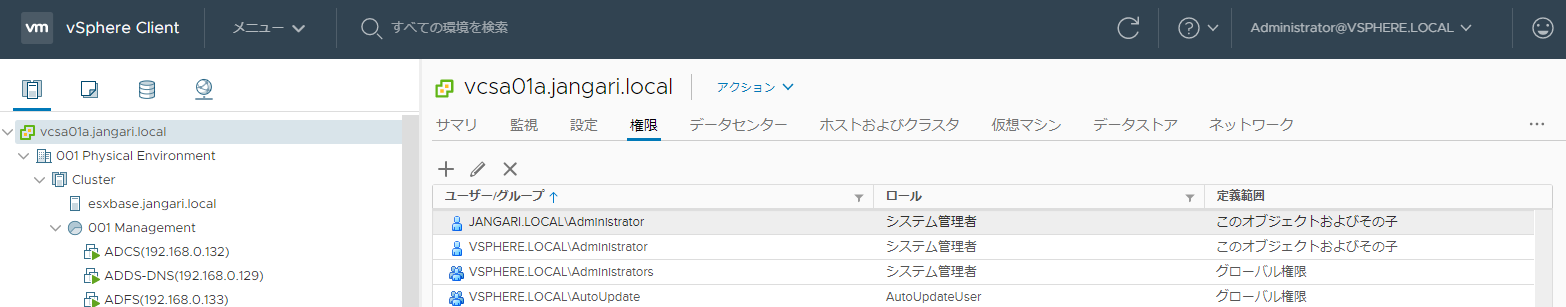 vm vSphere Client メニュー すべての環境を検索 Administrator@VSPHERE.LOCAL
vcsa01a.jangari.local
001 Physical Environment
Cluster
esxbase.jangari.local
001 Management
ADCS(192.168.0.132)
ADDS-DNS(192.168.0.129)
ADFS(192.168.0.133)
vcsa01a.jangari.local アクション
サマリ 監視 設定 権限 データセンター ホストおよびクラスタ 仮想マシン データストア ネットワーク ...
ユーザー/グループ ↑ ロール 定義範囲
JANGARI.LOCAL\Administrator システム管理者 このオブジェクトおよびその子
VSPHERE.LOCAL\Administrator システム管理者 このオブジェクトおよびその子
VSPHERE.LOCAL\Administrators システム管理者 グローバル権限
VSPHERE.LOCAL\AutoUpdate AutoUpdateUser グローバル権限